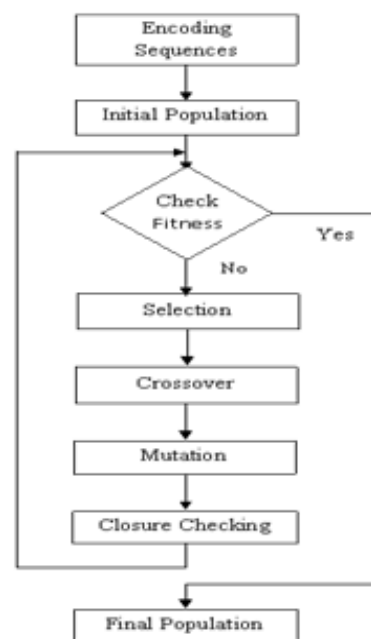 Encoding
Sequences
Initial Population
Check
Fitness
Yes
No
Selection
Crossover
Mutation
Closure Checking
Final Population